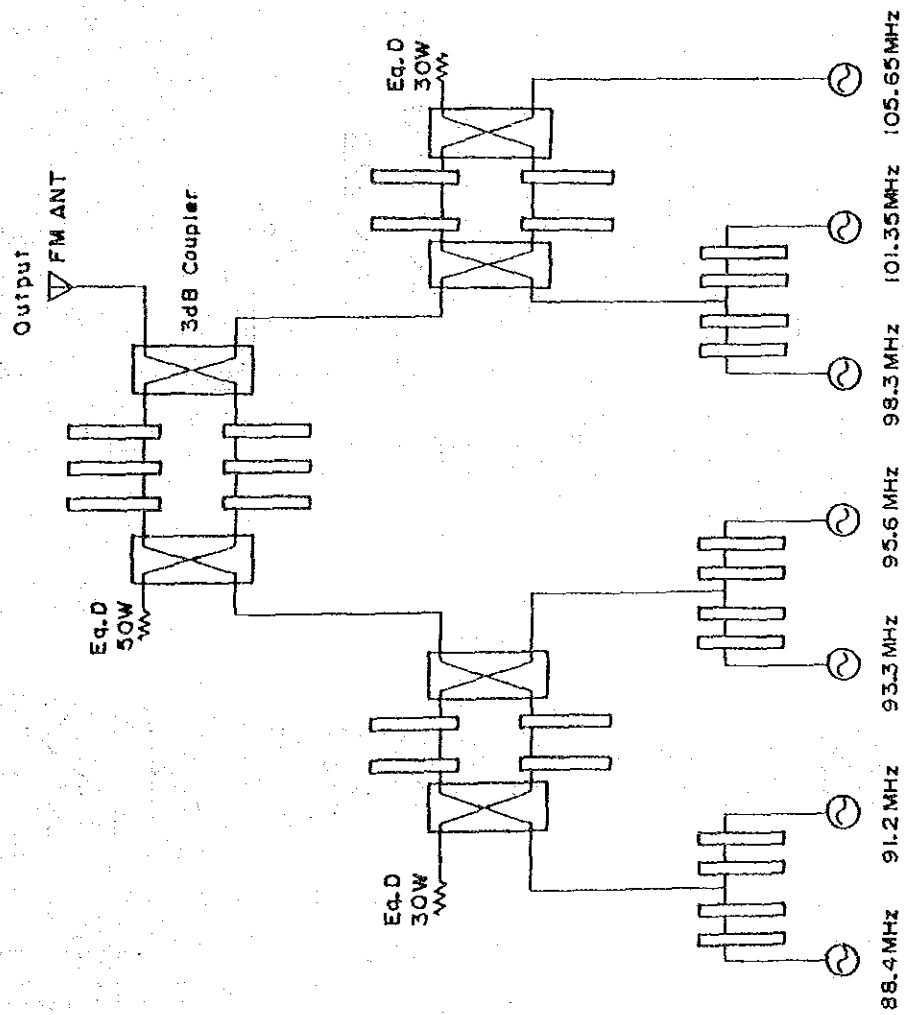 Output
FM ANT
3dB Coupler
Eq.D
50W
Eq.D
30W
Eq.D
30W
88.4MHz
91.2MHz
93.3MHz
95.6MHz
98.3MHz
101.35MHz
105.65MHz